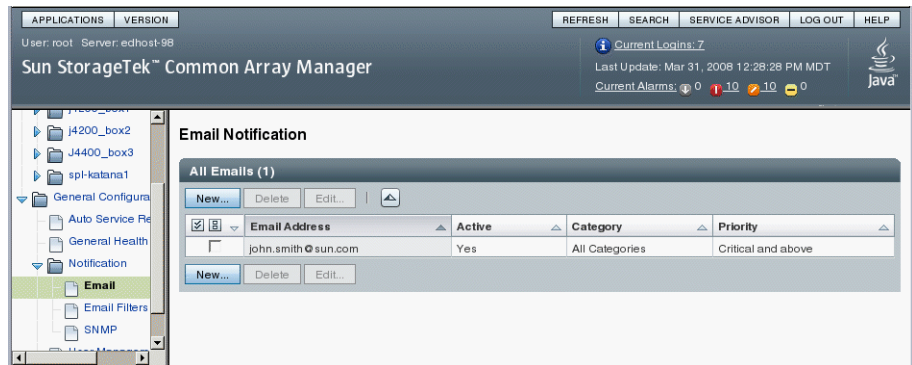 APPLICATIONS VERSION REFRESH SEARCH SERVICE ADVISOR LOG OUT HELP
User: root Server: edhost-98
Sun StorageTek™ Common Array Manager
Current Logins: 7
Last Update: Mar 31, 2008 12:28:28 PM MDT
Current Alarms: 0 10 10 0
Java™
j4200_box2
J4400_box3
spl-katana1
General Configura
Auto Service Re
General Health
Notification
Email
Email Filters
SNMP
Email Notification
All Emails (1)
New... Delete Edit...
Email Address Active Category Priority
john.smith@sun.com Yes All Categories Critical and above
New... Delete Edit...